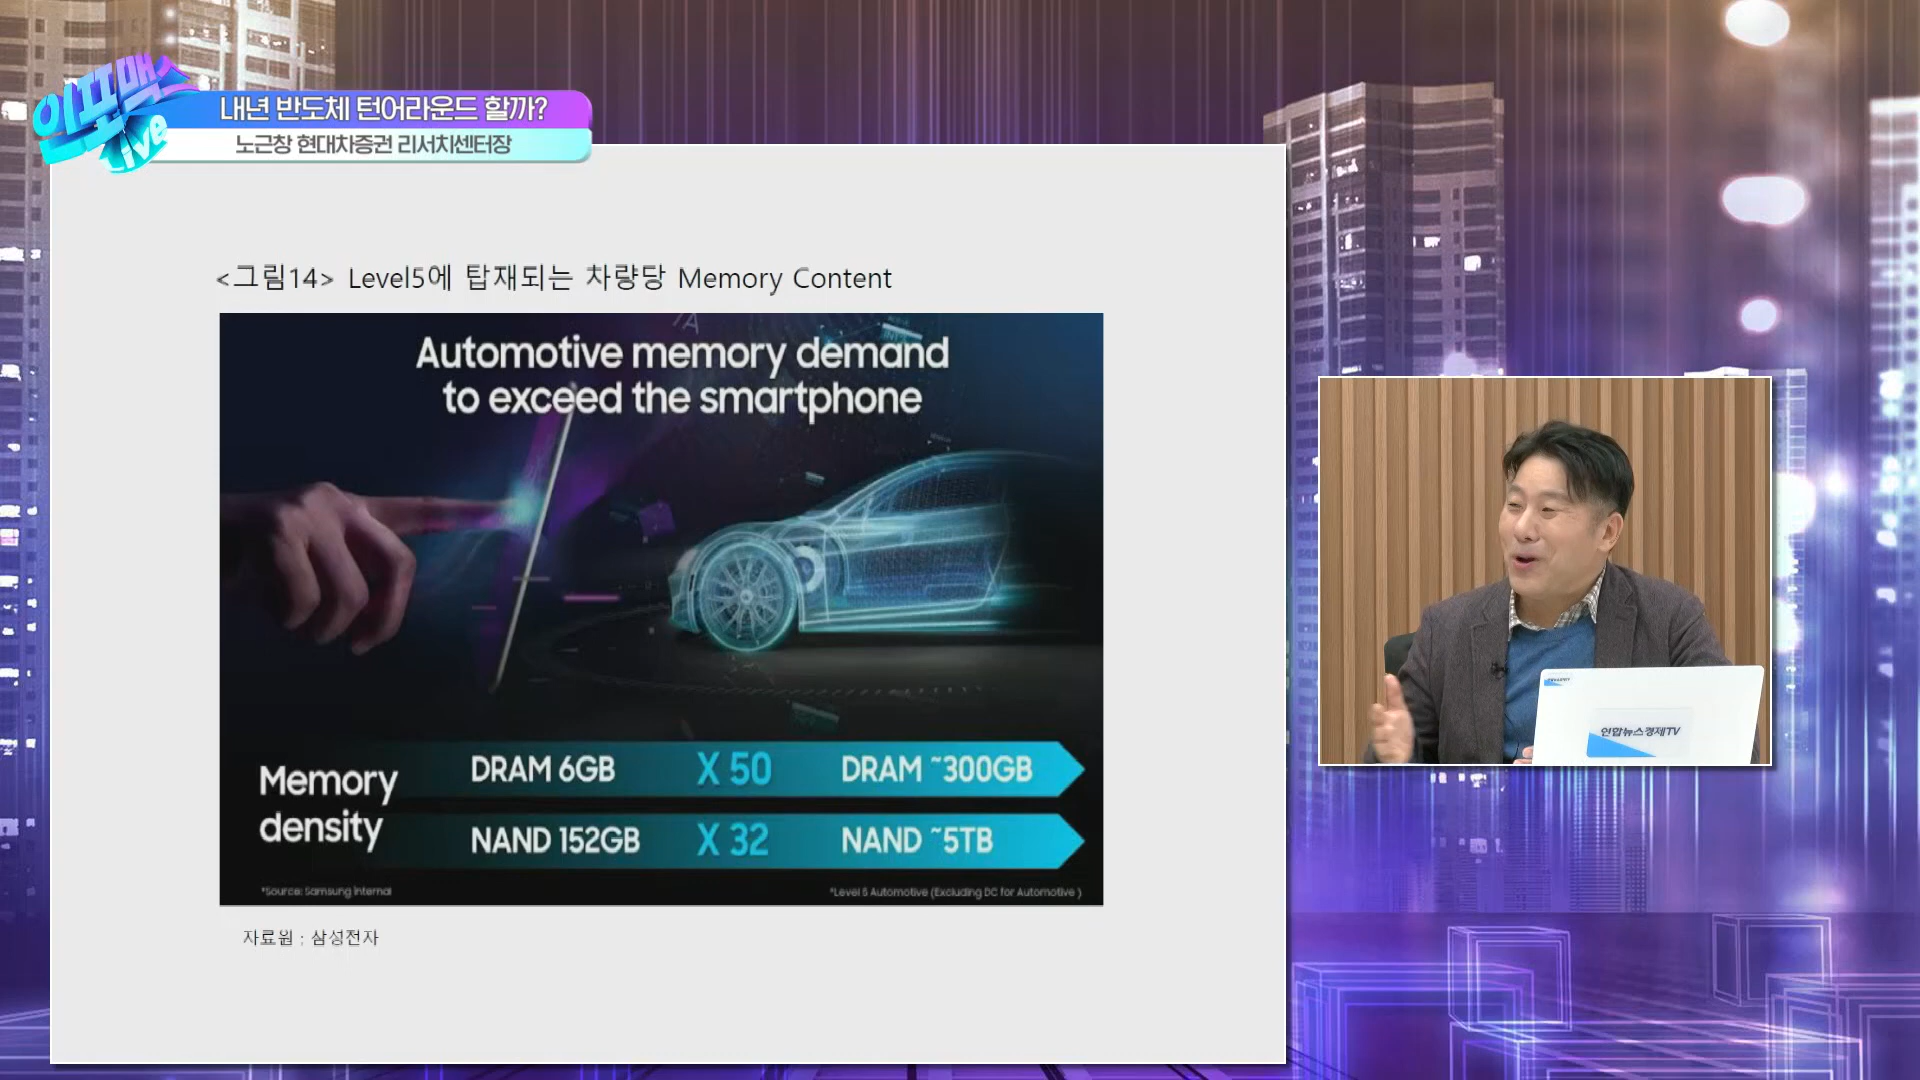 인포맥스
Live
내년 반도체 턴어라운드 할까?
노근창 현대차증권 리서치센터장
<그림14> Level5에 탑재되는 차량당 Memory Content
Automotive memory demand
to exceed the smartphone
Memory
density
DRAM 6GB X 50 DRAM ~300GB
NAND 152GB X 32 NAND ~5TB
*Source: Samsung Internal
*Level 5 Automotive (Excluding DC for Automotive )
자료원 : 삼성전자
연합뉴스경제TV